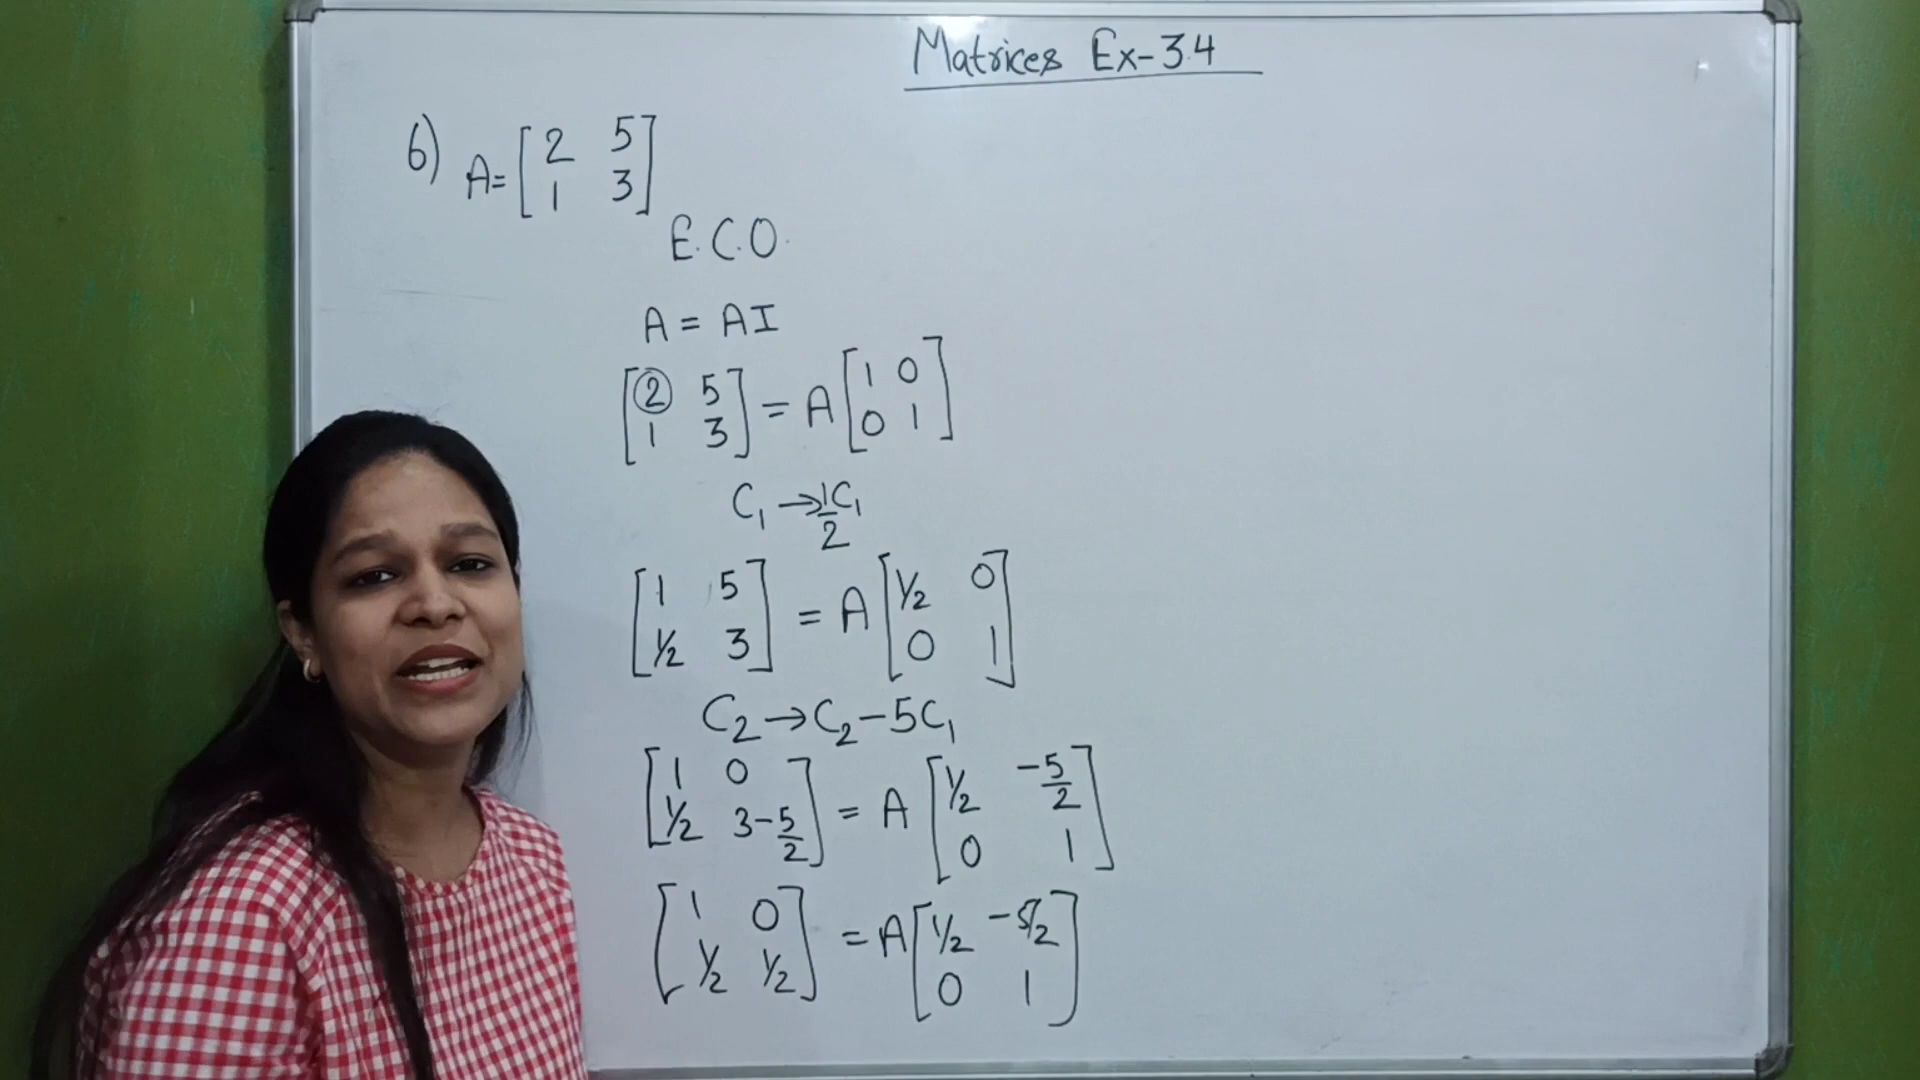 Matrices Ex-3.4
6) A = [2 5
1 3]
E.C.O.
A = AI
[2 5
1 3] = A [1 0
0 1]
C₁ → 1/2 C₁
[1 5
1/2 3] = A [1/2 0
0 1]
C₂ → C₂ - 5C₁
[1 0
1/2 3-5/2] = A [1/2 -5/2
0 1]
[1 0
1/2 1/2] = A [1/2 -5/2
0 1]